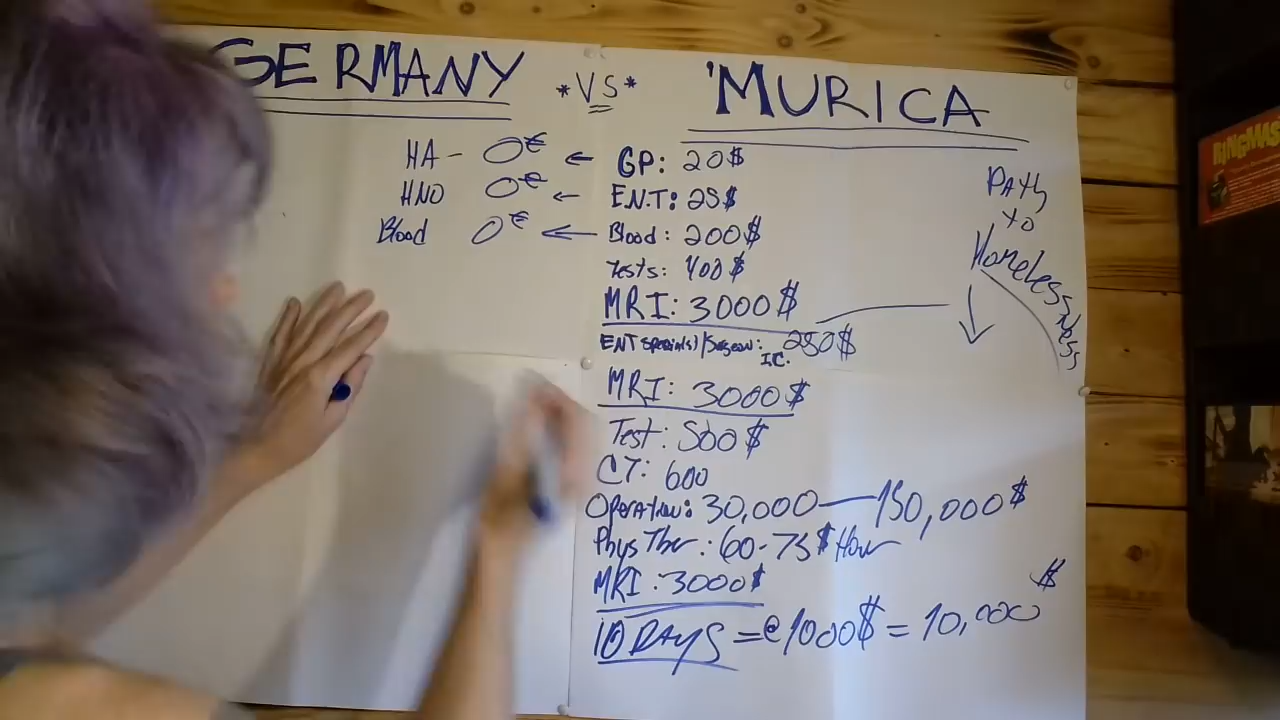 GERMANY *VS* 'MURICA
HA - 0€ ← GP: 20$
HNO 0€ ← E.N.T: 25$
Blood 0€ ← Blood: 200$
Tests: 400$
MRI: 3000$
ENT Specialist/Surgeon: 250$
I.C.
MRI: 3000$
Test: 500$
CT: 600
Operation: 30,000 — 150,000$
Phys Ther.: 60-75$ Hour
MRI: 3000$
10 DAYS = @1000$ = 10,000$
Path
to
Homelessness